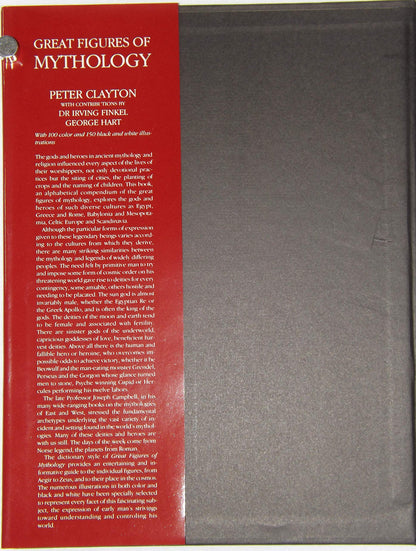 GREAT FIGURES OF
MYTHOLOGY
PETER CLAYTON
WITH CONTRIBUTIONS BY
DR IRVING FINKEL
GEORGE HART
With 100 color and 150 black and white illus-
trations
The gods and heroes in ancient mythology and
religion influenced every aspect of the lives of
their worshippers, not only devotional prac-
tices but the siting of cities, the planting of
crops and the naming of children. This book,
an alphabetical compendium of the great
figures of mythology, explores the gods and
heroes of such diverse cultures as Egypt,
Greece and Rome, Babylonia and Mesopota-
mia, Celtic Europe and Scandinavia.
Although the particular forms of expression
given to these legendary beings varies accord-
ing to the cultures from which they derive,
there are many striking similarities between
the mythology and legends of widely differing
peoples. The need felt by primitive man to try
and impose some form of cosmic order on his
threatening world gave rise to deities for every
contingency, some amiable, others hostile and
needing to be placated. The sun god is almost
invariably male, whether the Egyptian Re or
the Greek Apollo, and is often the king of the
gods. The deities of the moon and earth tend
to be female and associated with fertility.
There are sinister gods of the underworld,
capricious goddesses of love, beneficent har-
vest deities. Above all there is the human and
fallible hero or heroine, who overcomes im-
possible odds to achieve victory, whether it be
Beowulf and the man-eating monster Grendel,
Perseus and the Gorgon whose glance turned
men to stone, Psyche winning Cupid or Her-
cules performing his twelve labors.
The late Professor Joseph Campbell, in his
many wide-ranging books on the mythologies
of East and West, stressed the fundamental
archetypes underlying the vast variety of in-
cident and setting found in the world's mythol-
ogies. Many of these deities and heroes are
with us still. The days of the week come from
Norse legend, the planets from Roman.
The dictionary style of Great Figures of
Mythology provides an entertaining and in-
formative guide to the individual figures, from
Aegir to Zeus, and to their place in the cosmos.
The numerous illustrations in both color and
black and white have been specially selected
to represent every facet of this fascinating sub-
ject, the expression of early man's strivings
toward understanding and controling his
world.